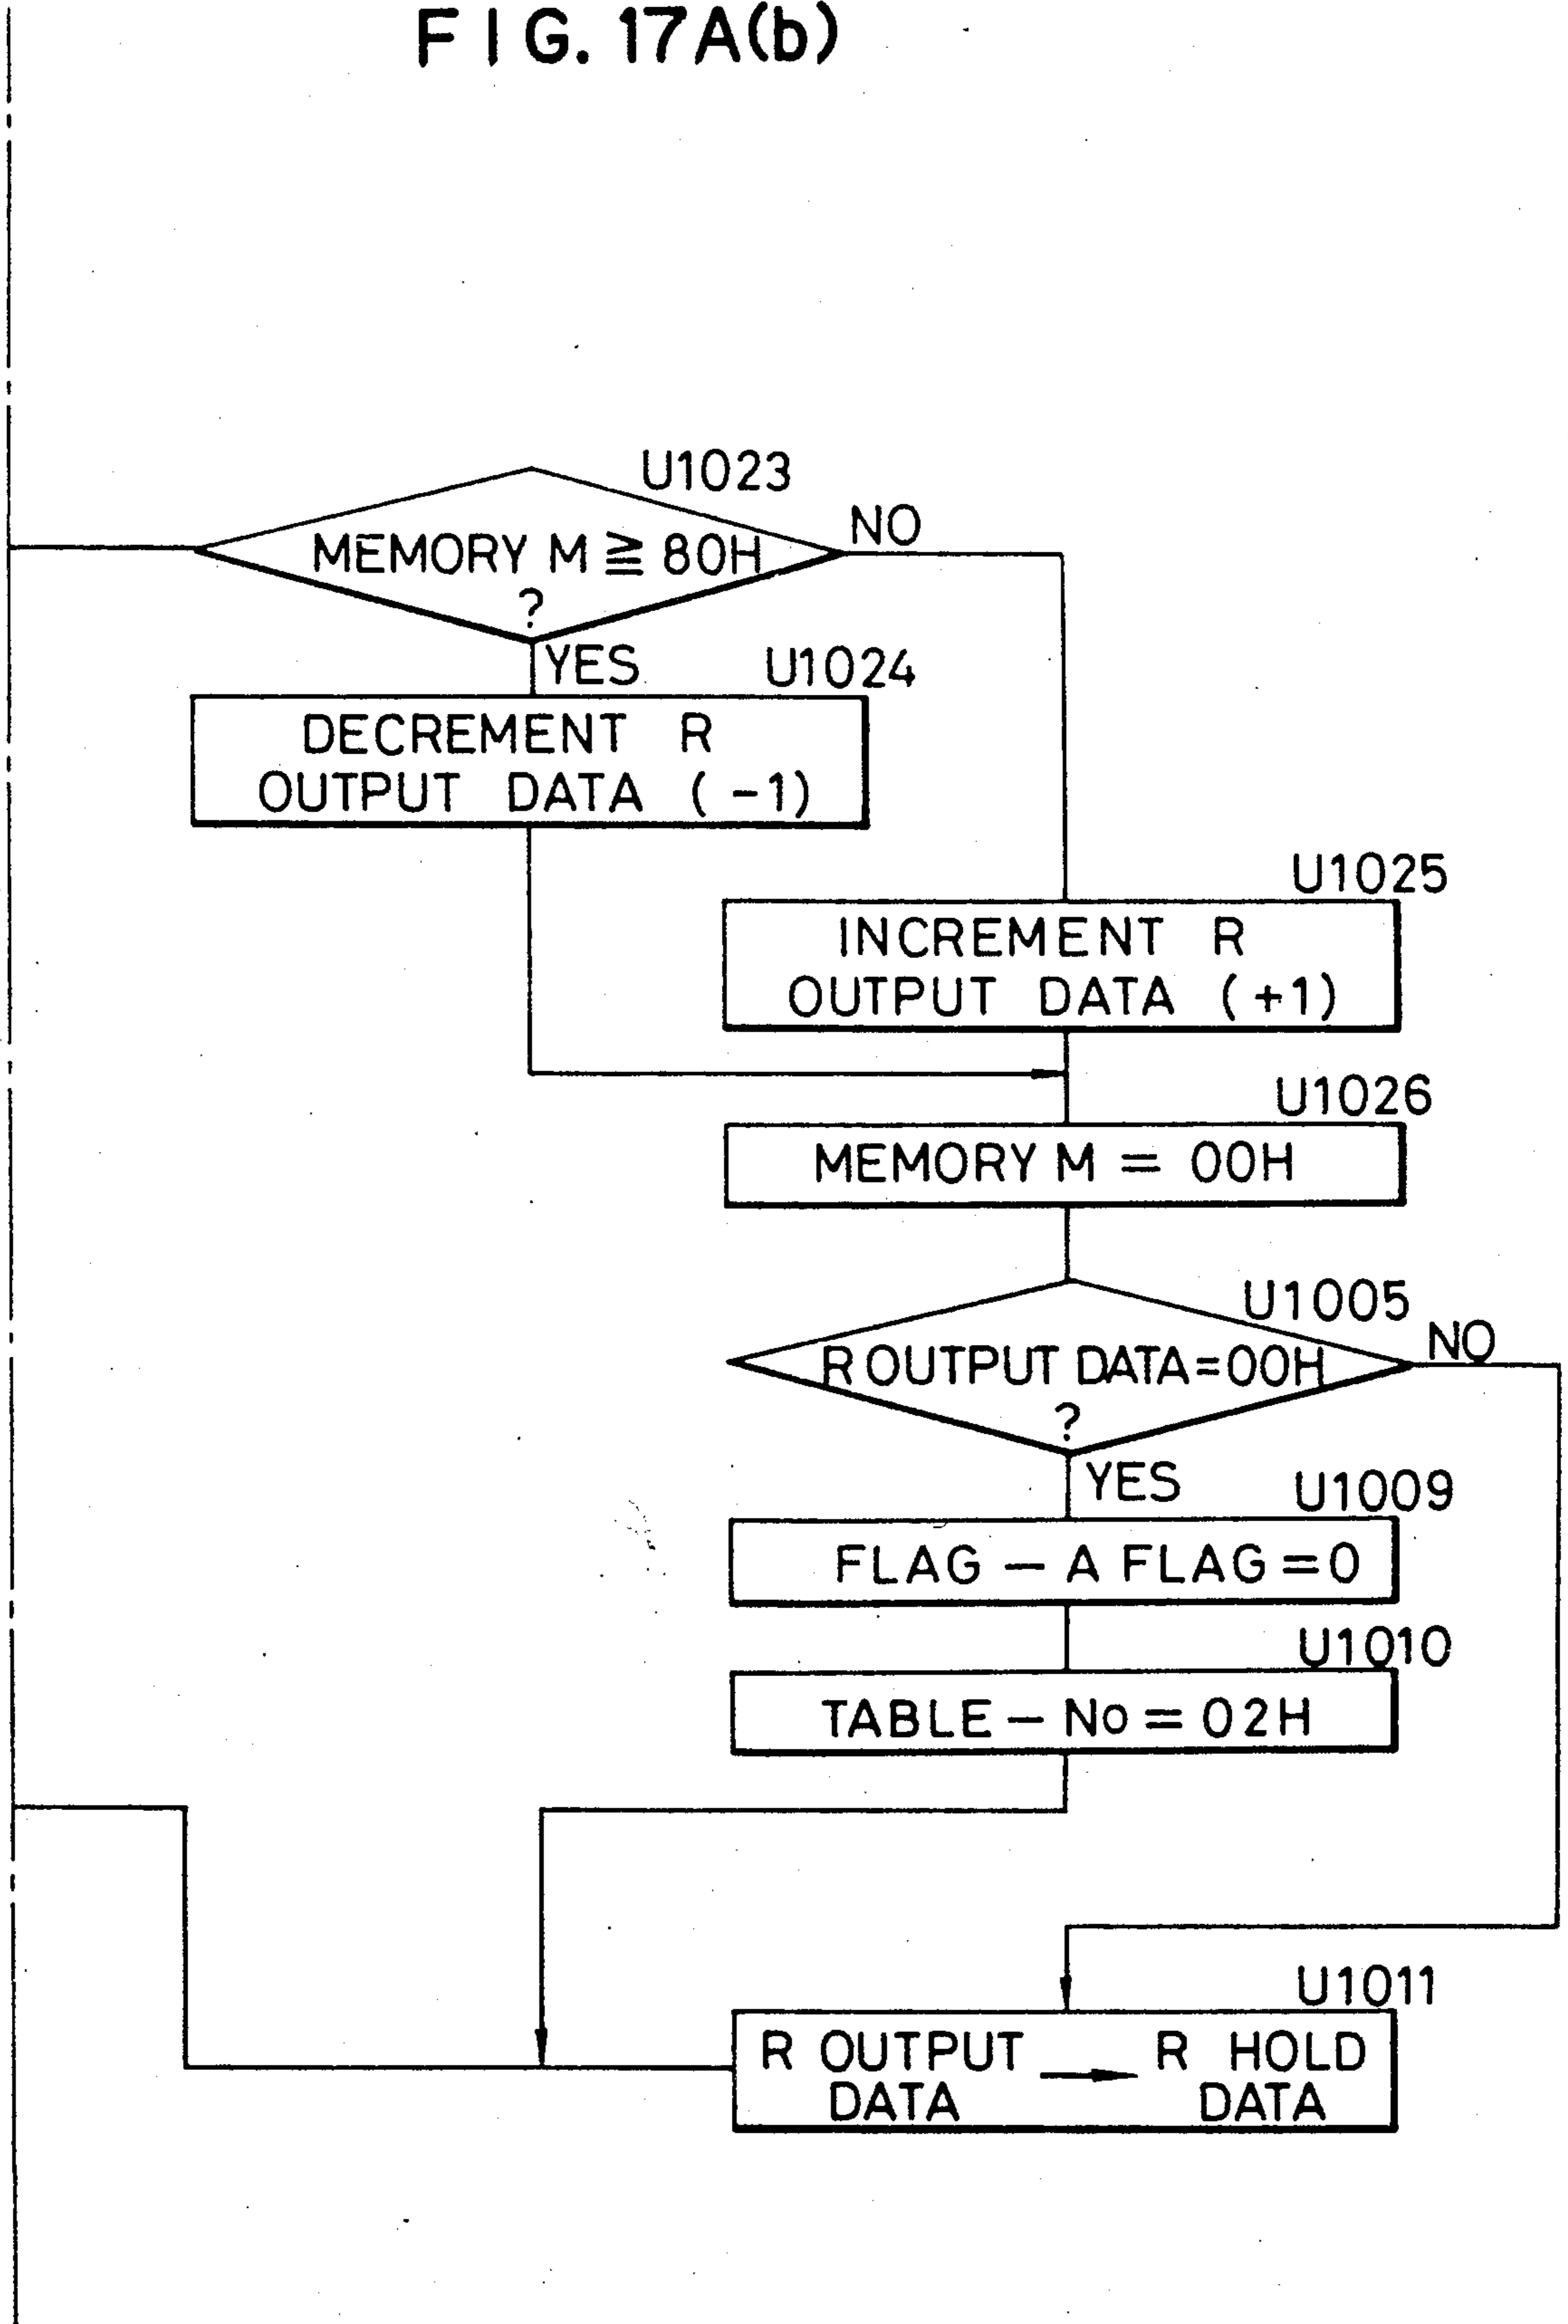 FIG. 17A(b)
U1023
MEMORY M ≧ 80H
?
NO
YES
U1024
DECREMENT R
OUTPUT DATA (-1)
U1025
INCREMENT R
OUTPUT DATA (+1)
U1026
MEMORY M = 00H
U1005
R OUTPUT DATA=00H
?
NO
YES
U1009
FLAG - A FLAG = 0
U1010
TABLE - No = 02H
U1011
R OUTPUT → R HOLD
DATA DATA